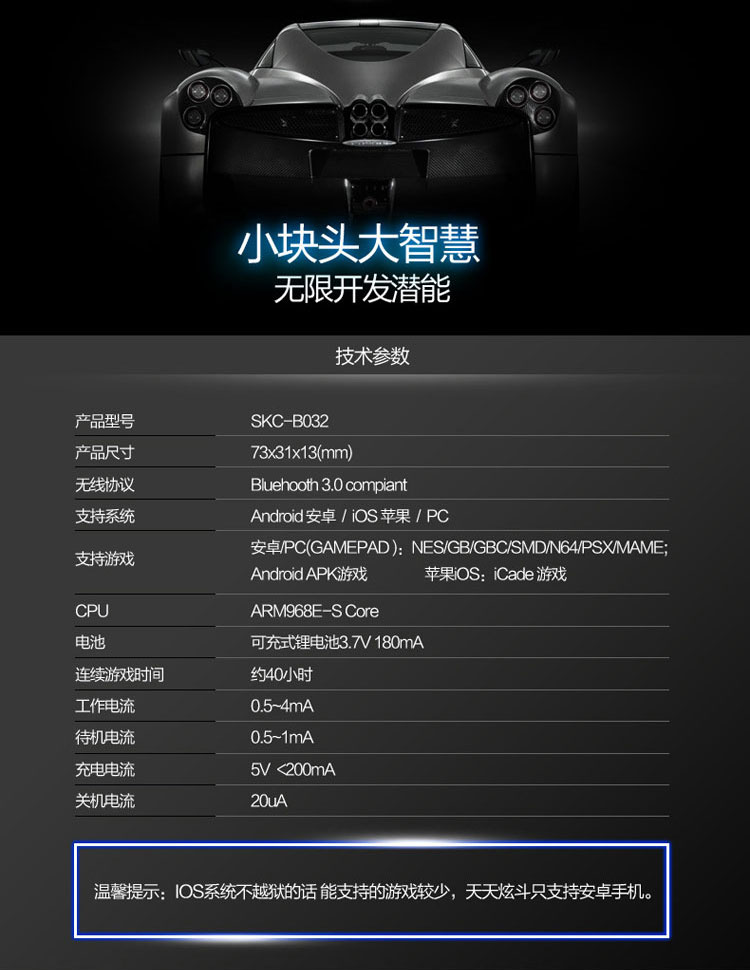 小块头大智慧
无限开发潜能
技术参数
产品型号 SKC-B032
产品尺寸 73x31x13(mm)
无线协议 Bluehooth 3.0 compiant
支持系统 Android 安卓 / iOS 苹果 / PC
支持游戏 安卓/PC(GAMEPAD )：NES/GB/GBC/SMD/N64/PSX/MAME;
Android APK游戏 苹果iOS：iCade 游戏
CPU ARM968E-S Core
电池 可充式锂电池3.7V 180mA
连续游戏时间 约40小时
工作电流 0.5~4mA
待机电流 0.5~1mA
充电电流 5V <200mA
关机电流 20uA
温馨提示：IOS系统不越狱的话 能支持的游戏较少，天天炫斗只支持安卓手机。